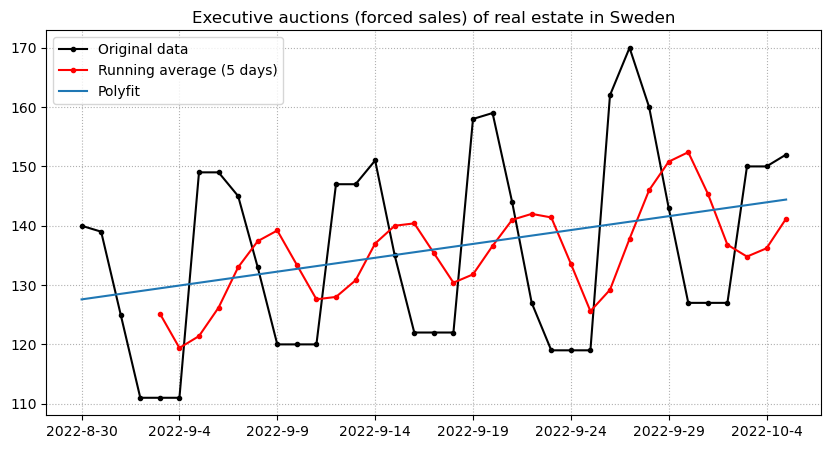 Executive auctions (forced sales) of real estate in Sweden
Original data
Running average (5 days)
Polyfit
170
160
150
140
130
120
110
2022-8-30 2022-9-4 2022-9-9 2022-9-14 2022-9-19 2022-9-24 2022-9-29 2022-10-4